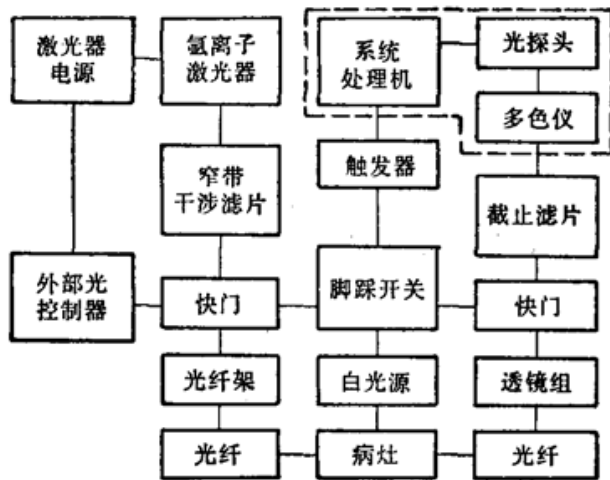 激光器
电源
氩离子
激光器
系统
处理机
光探头
多色仪
窄带
干涉滤片
触发器
截止滤片
外部光
控制器
快门
脚踩开关
快门
光纤架
白光源
透镜组
光纤
病灶
光纤